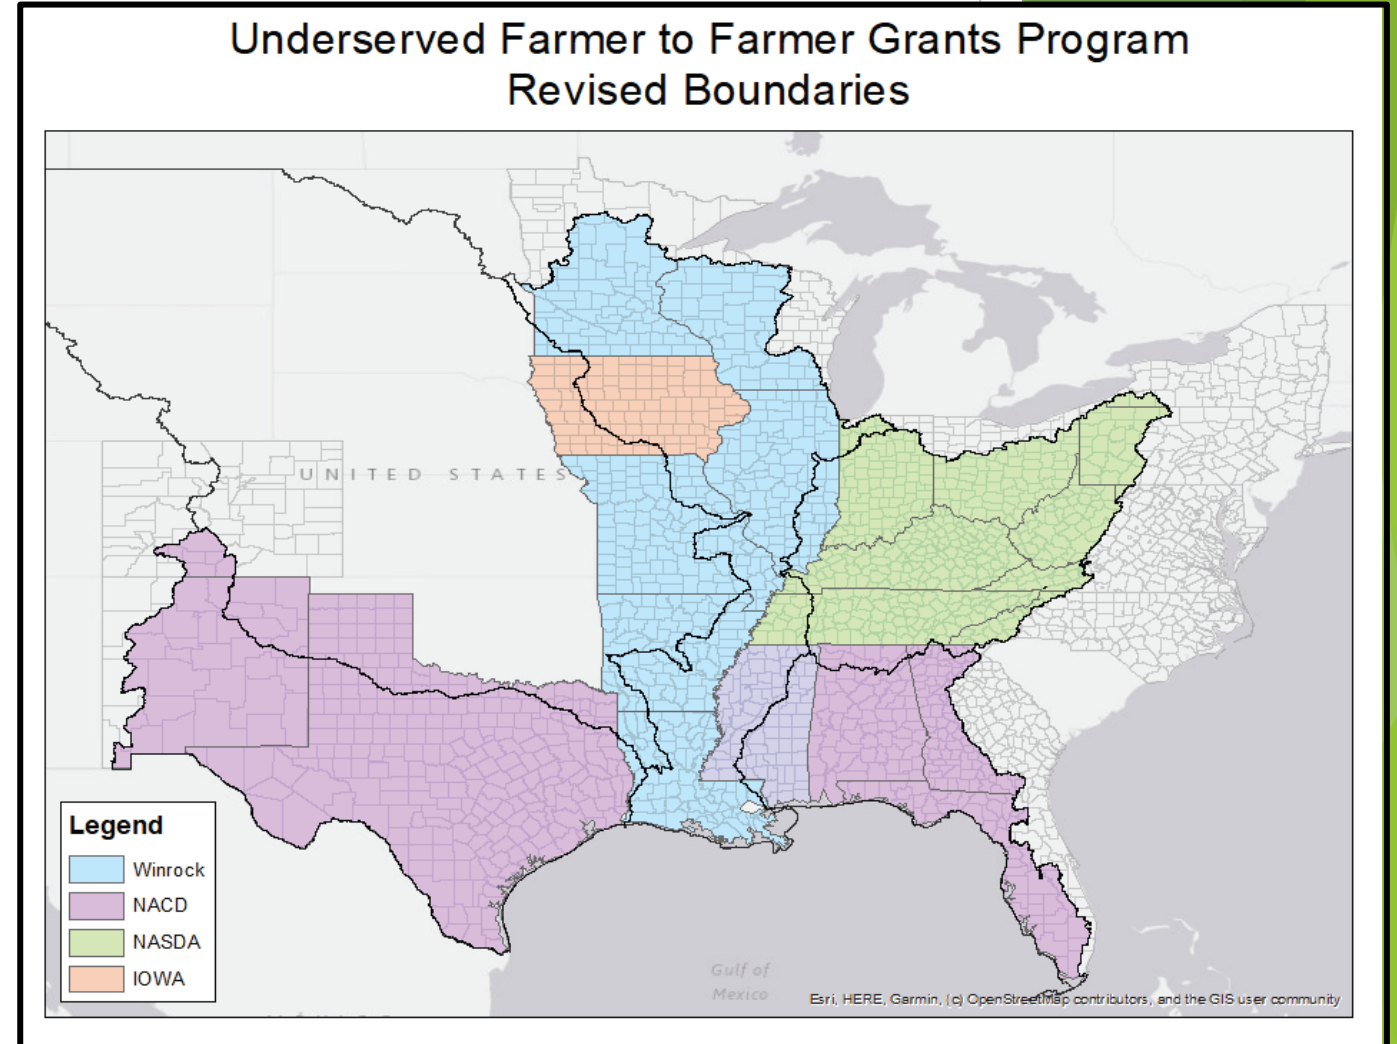 Underserved Farmer to Farmer Grants Program
Revised Boundaries
UNITED STATES
Legend
Winrock
NACD
NASDA
IOWA
Gulf of
Mexico
Esri, HERE, Garmin, (c) OpenStreetMap contributors, and the GIS user community